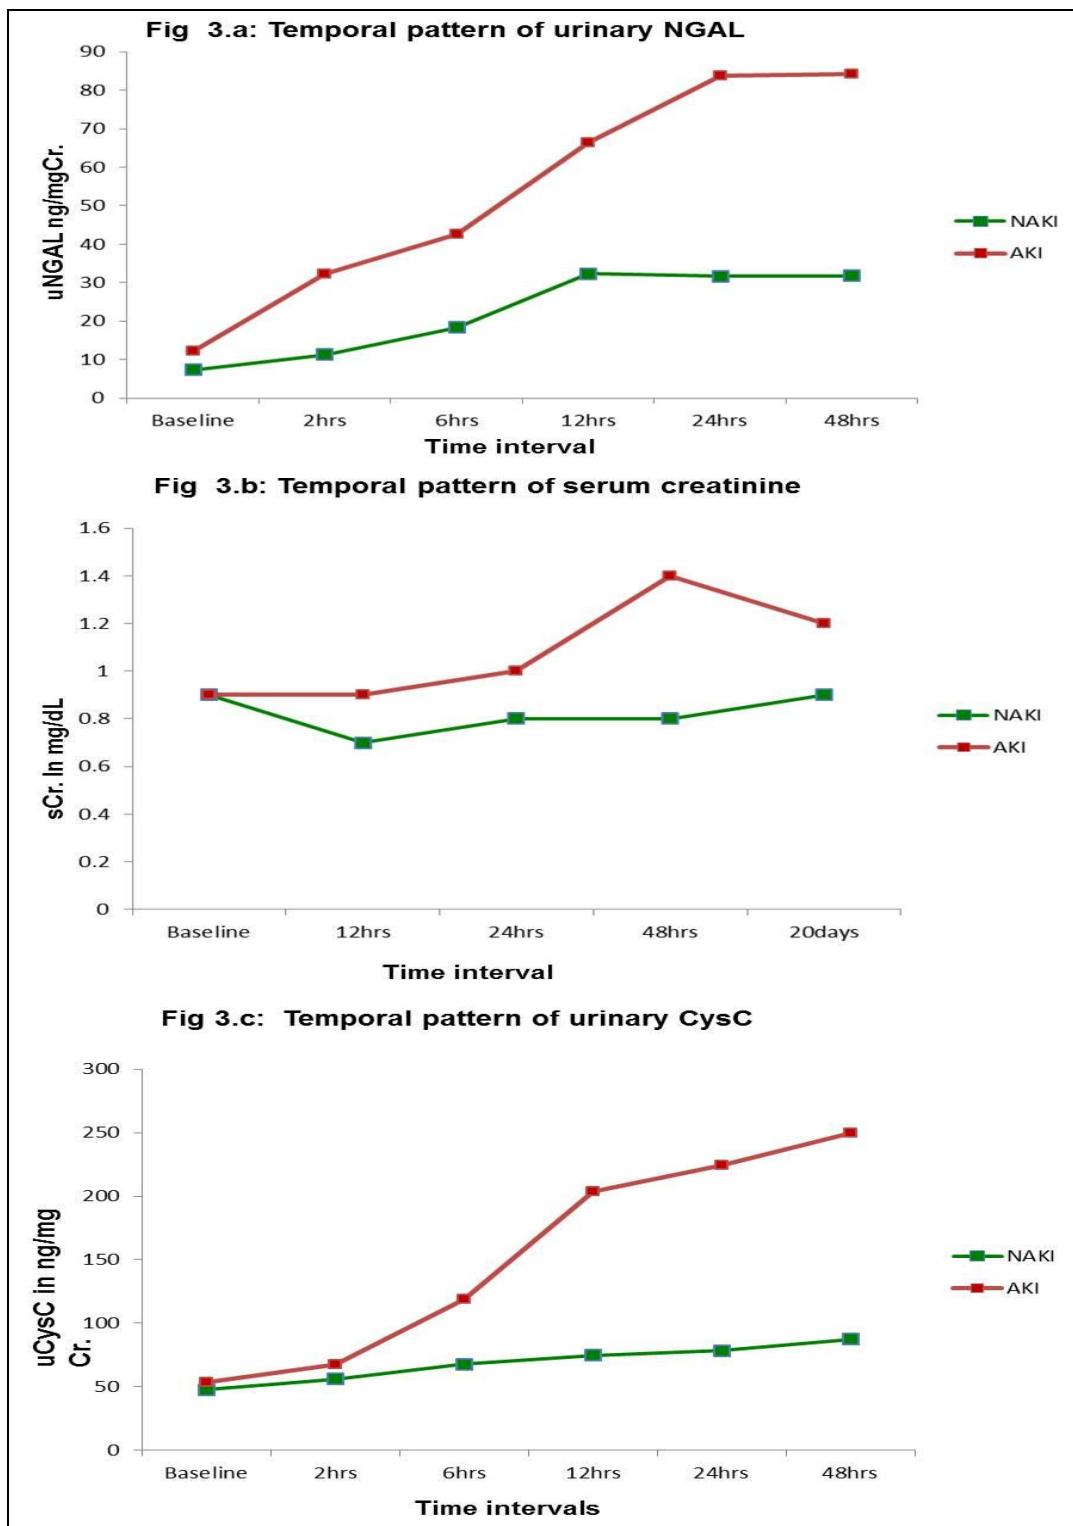 Fig  3.a: Temporal pattern of urinary NGAL
90
80
70
60
50
40
30
20
10
0
uNGAL ng/mgCr.
NAKI
AKI
Baseline 2hrs 6hrs 12hrs 24hrs 48hrs
Time interval
Fig  3.b: Temporal pattern of serum creatinine
1.6
1.4
1.2
1
0.8
0.6
0.4
0.2
0
sCr. In mg/dL
NAKI
AKI
Baseline 12hrs 24hrs 48hrs 20days
Time interval
Fig 3.c:  Temporal pattern of urinary CysC
300
250
200
150
100
50
0
uCysC in ng/mg
Cr.
NAKI
AKI
Baseline 2hrs 6hrs 12hrs 24hrs 48hrs
Time intervals